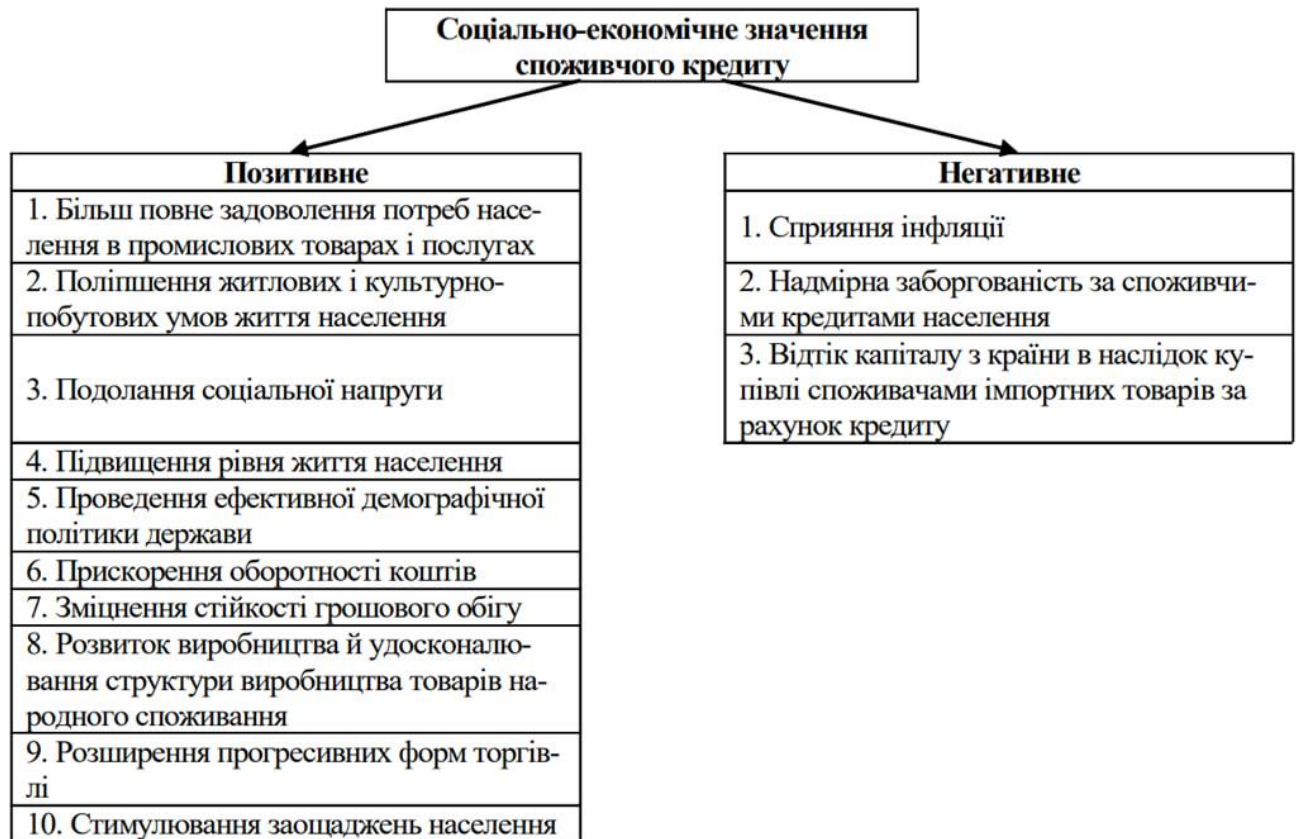 Соціально-економічне значення
споживчого кредиту
Позитивне
1. Більш повне задоволення потреб насе-
лення в промислових товарах і послугах
2. Поліпшення житлових і культурно-
побутових умов життя населення
3. Подолання соціальної напруги
4. Підвищення рівня життя населення
5. Проведення ефективної демографічної
політики держави
6. Прискорення оборотності коштів
7. Зміцнення стійкості грошового обігу
8. Розвиток виробництва й удосконалю-
вання структури виробництва товарів на-
родного споживання
9. Розширення прогресивних форм торгів-
лі
10. Стимулювання заощаджень населення
Негативне
1. Сприяння інфляції
2. Надмірна заборгованість за споживчи-
ми кредитами населення
3. Відтік капіталу з країни в наслідок ку-
півлі споживачами імпортних товарів за
рахунок кредиту